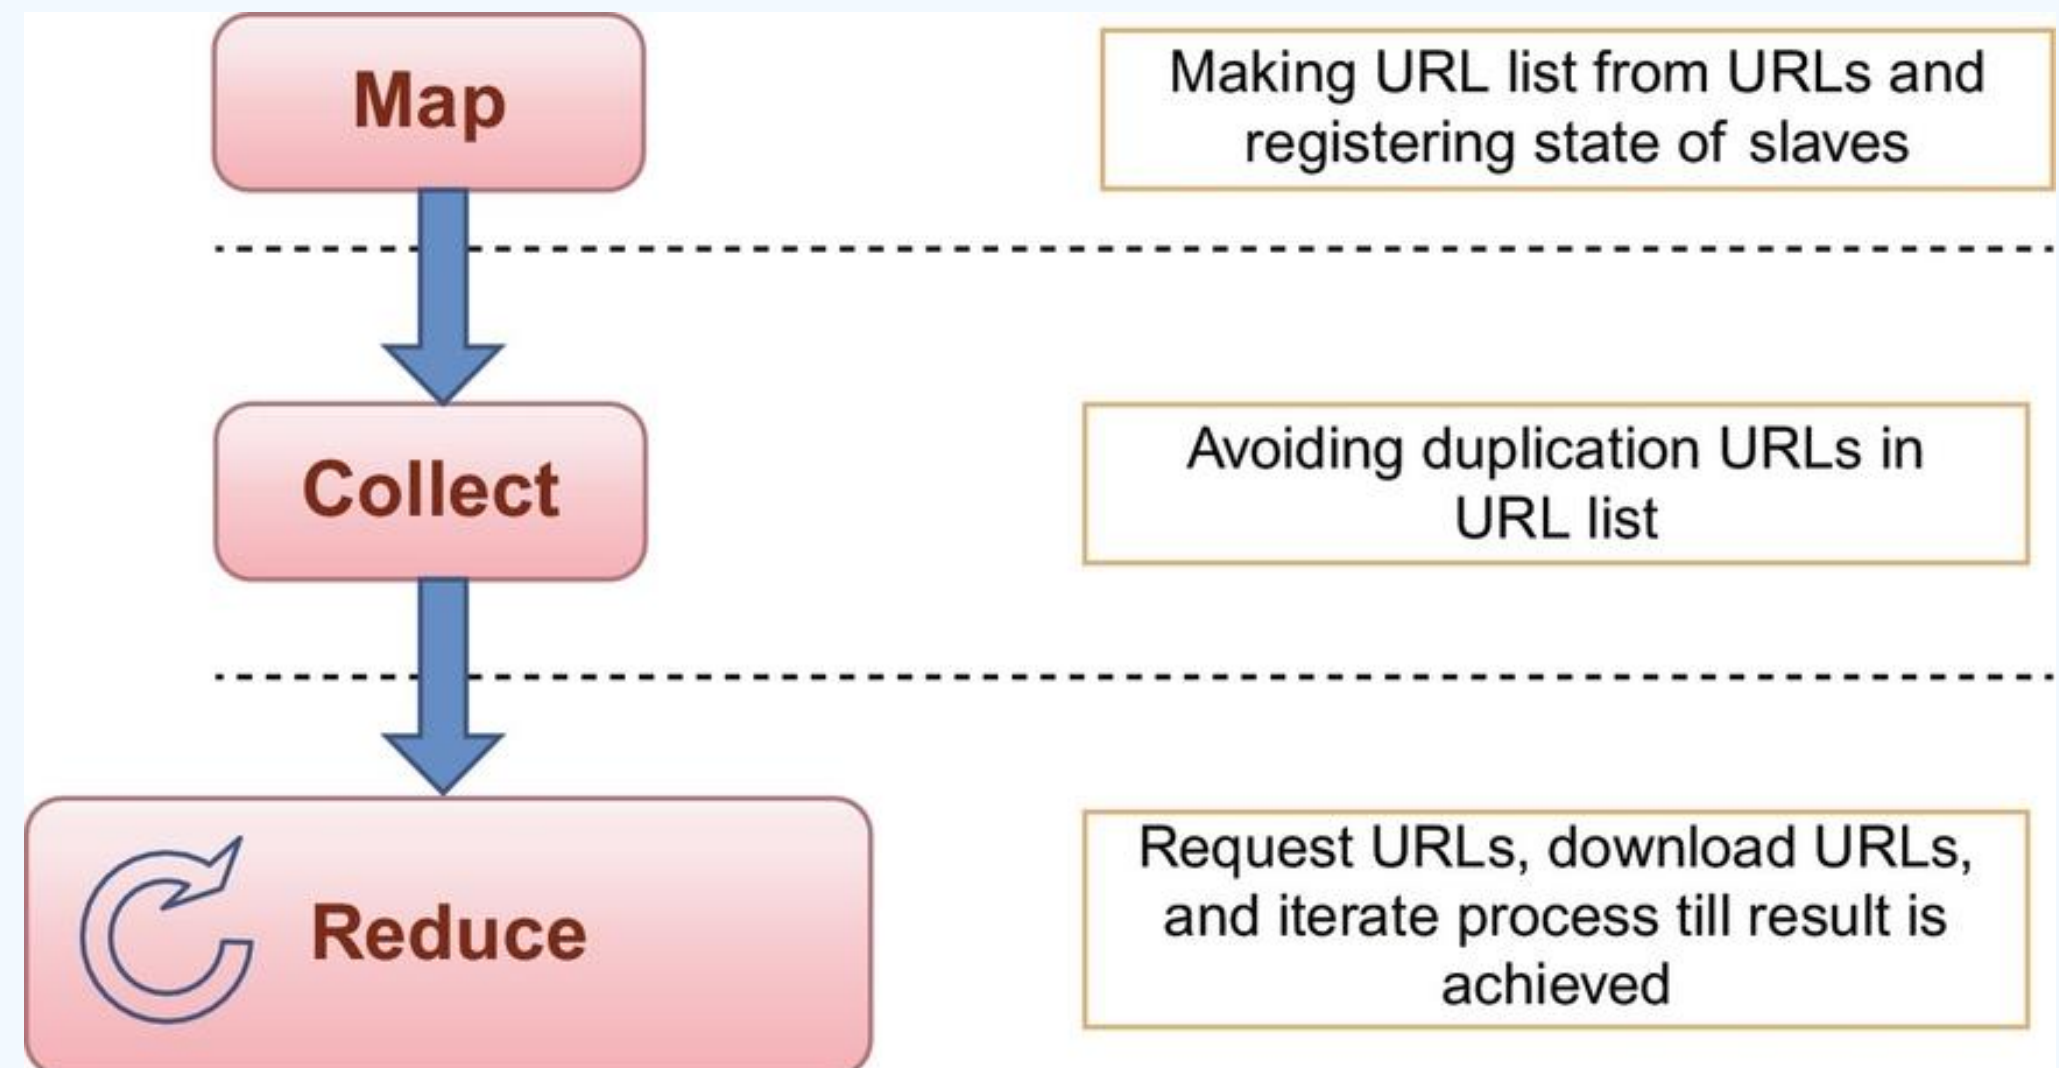 Map
Making URL list from URLs and
registering state of slaves
Collect
Avoiding duplication URLs in
URL list
Reduce
Request URLs, download URLs,
and iterate process till result is
achieved